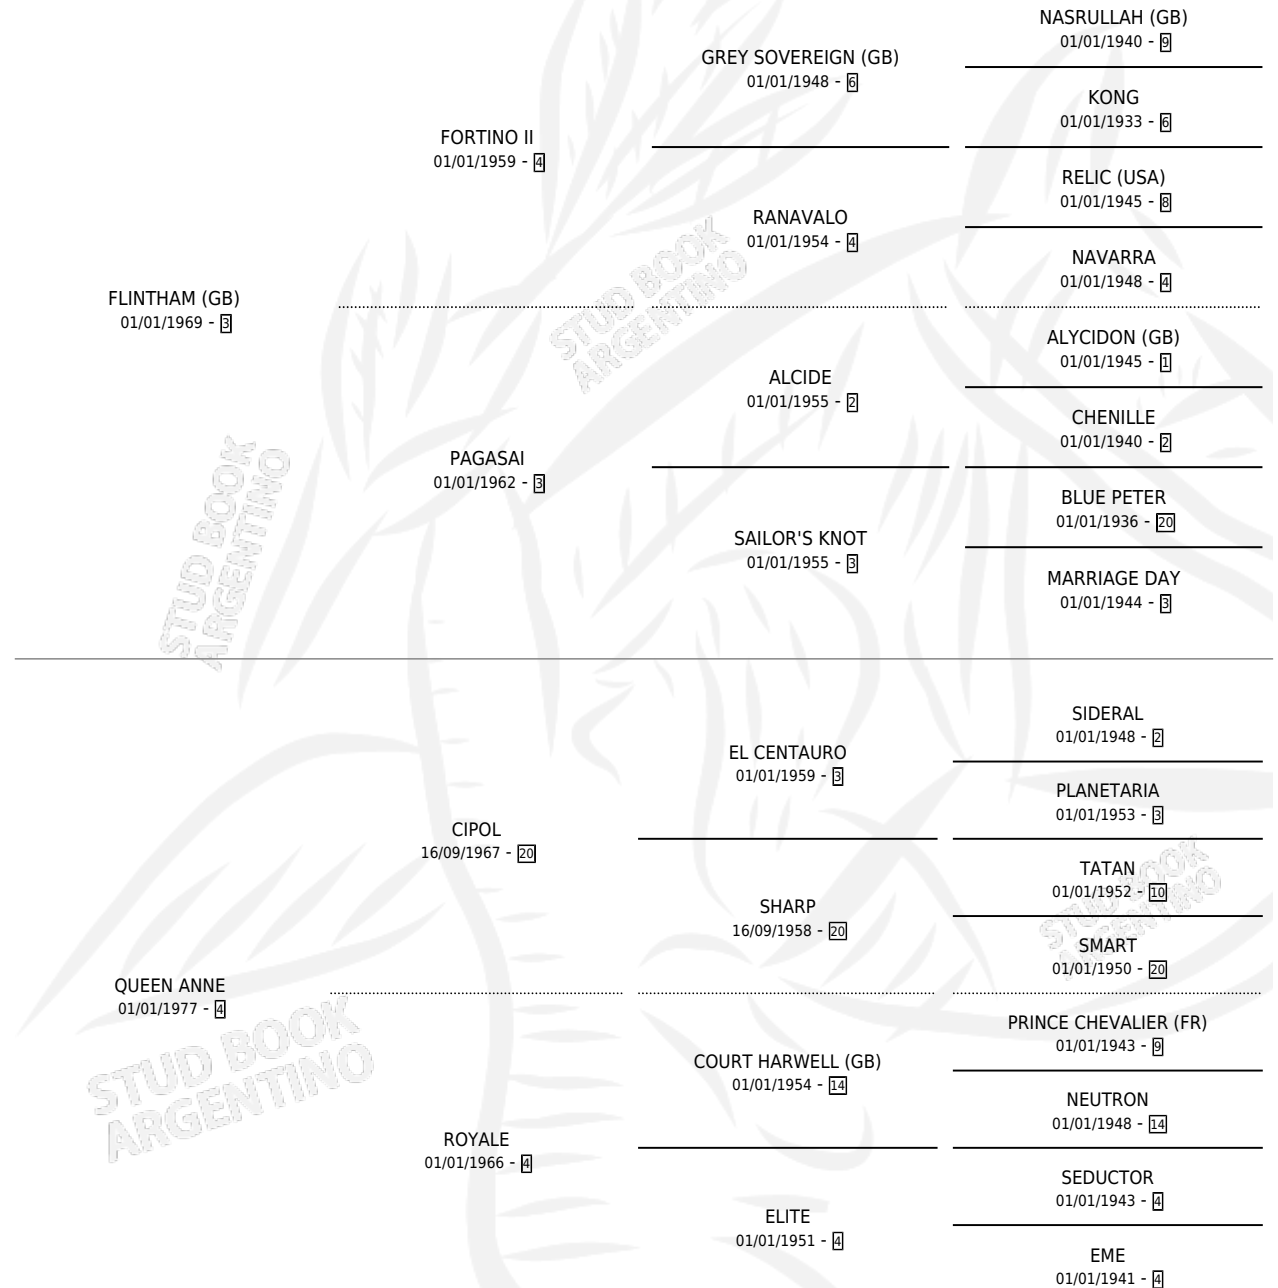 NASRULLAH (GB)
01/01/1940 - 9
GREY SOVEREIGN (GB)
01/01/1948 - 6
KONG
01/01/1933 - 6
FORTINO II
01/01/1959 - 4
RELIC (USA)
01/01/1945 - 8
RANAVALO
01/01/1954 - 4
NAVARRA
01/01/1948 - 4
FLINTHAM (GB)
01/01/1969 - 3
ALYCIDON (GB)
01/01/1945 - 1
ALCIDE
01/01/1955 - 2
CHENILLE
01/01/1940 - 2
PAGASAI
01/01/1962 - 3
BLUE PETER
01/01/1936 - 20
SAILOR'S KNOT
01/01/1955 - 3
MARRIAGE DAY
01/01/1944 - 3
SIDERAL
01/01/1948 - 2
EL CENTAURO
01/01/1959 - 3
PLANETARIA
01/01/1953 - 3
CIPOL
16/09/1967 - 20
TATAN
01/01/1952 - 10
SHARP
16/09/1958 - 20
SMART
01/01/1950 - 20
QUEEN ANNE
01/01/1977 - 4
PRINCE CHEVALIER (FR)
01/01/1943 - 9
COURT HARWELL (GB)
01/01/1954 - 14
NEUTRON
01/01/1948 - 14
ROYALE
01/01/1966 - 4
SEDUCTOR
01/01/1943 - 4
ELITE
01/01/1951 - 4
EME
01/01/1941 - 4
STUD BOOK
ARGENTINO
STUD BOOK
ARGENTINO
STUD BOOK
ARGENTINO
STUD BOOK
ARGENTINO